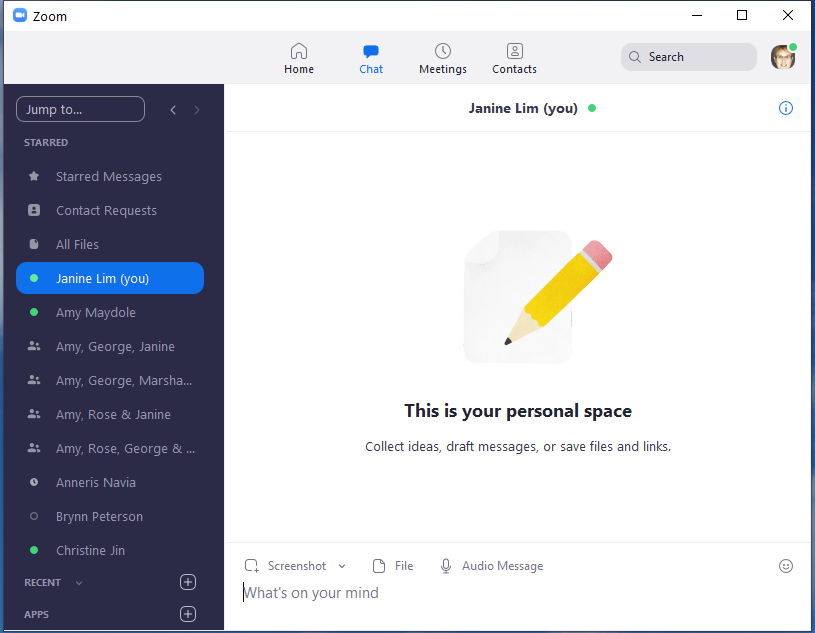 Zoom
Home
Chat
Meetings
Contacts
Search
Jump to...
STARRED
Starred Messages
Contact Requests
All Files
Janine Lim (you)
Amy Maydole
Amy, George, Janine
Amy, George, Marsha...
Amy, Rose & Janine
Amy, Rose, George & ...
Anneris Navia
Brynn Peterson
Christine Jin
RECENT
APPS
Janine Lim (you)
This is your personal space
Collect ideas, draft messages, or save files and links.
Screenshot
File
Audio Message
What's on your mind